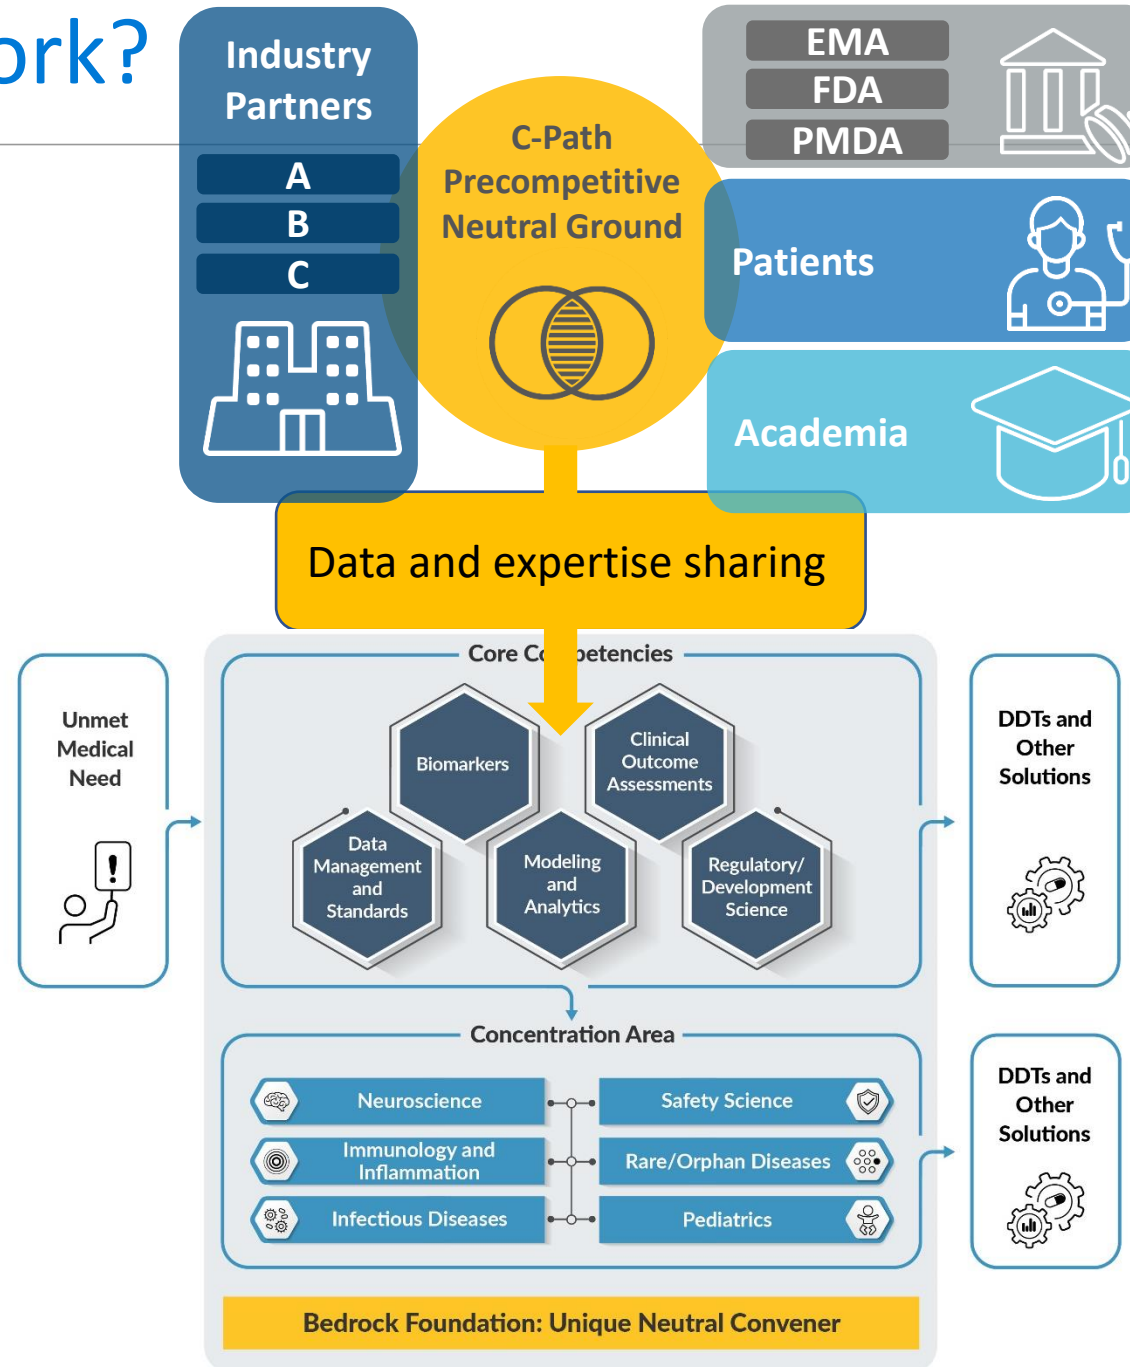 ork?
Industry
Partners
A
B
C
C-Path
Precompetitive
Neutral Ground
EMA
FDA
PMDA
Patients
Academia
Data and expertise sharing
Unmet
Medical
Need
!
Core Co petencies
Biomarkers
Clinical
Outcome
Assessments
Data
Management
and
Standards
Modeling
and
Analytics
Regulatory/
Development
Science
DDTs and
Other
Solutions
Concentration Area
Neuroscience
Safety Science
Immunology and
Inflammation
Rare/Orphan Diseases
Infectious Diseases
Pediatrics
DDTs and
Other
Solutions
Bedrock Foundation: Unique Neutral Convener